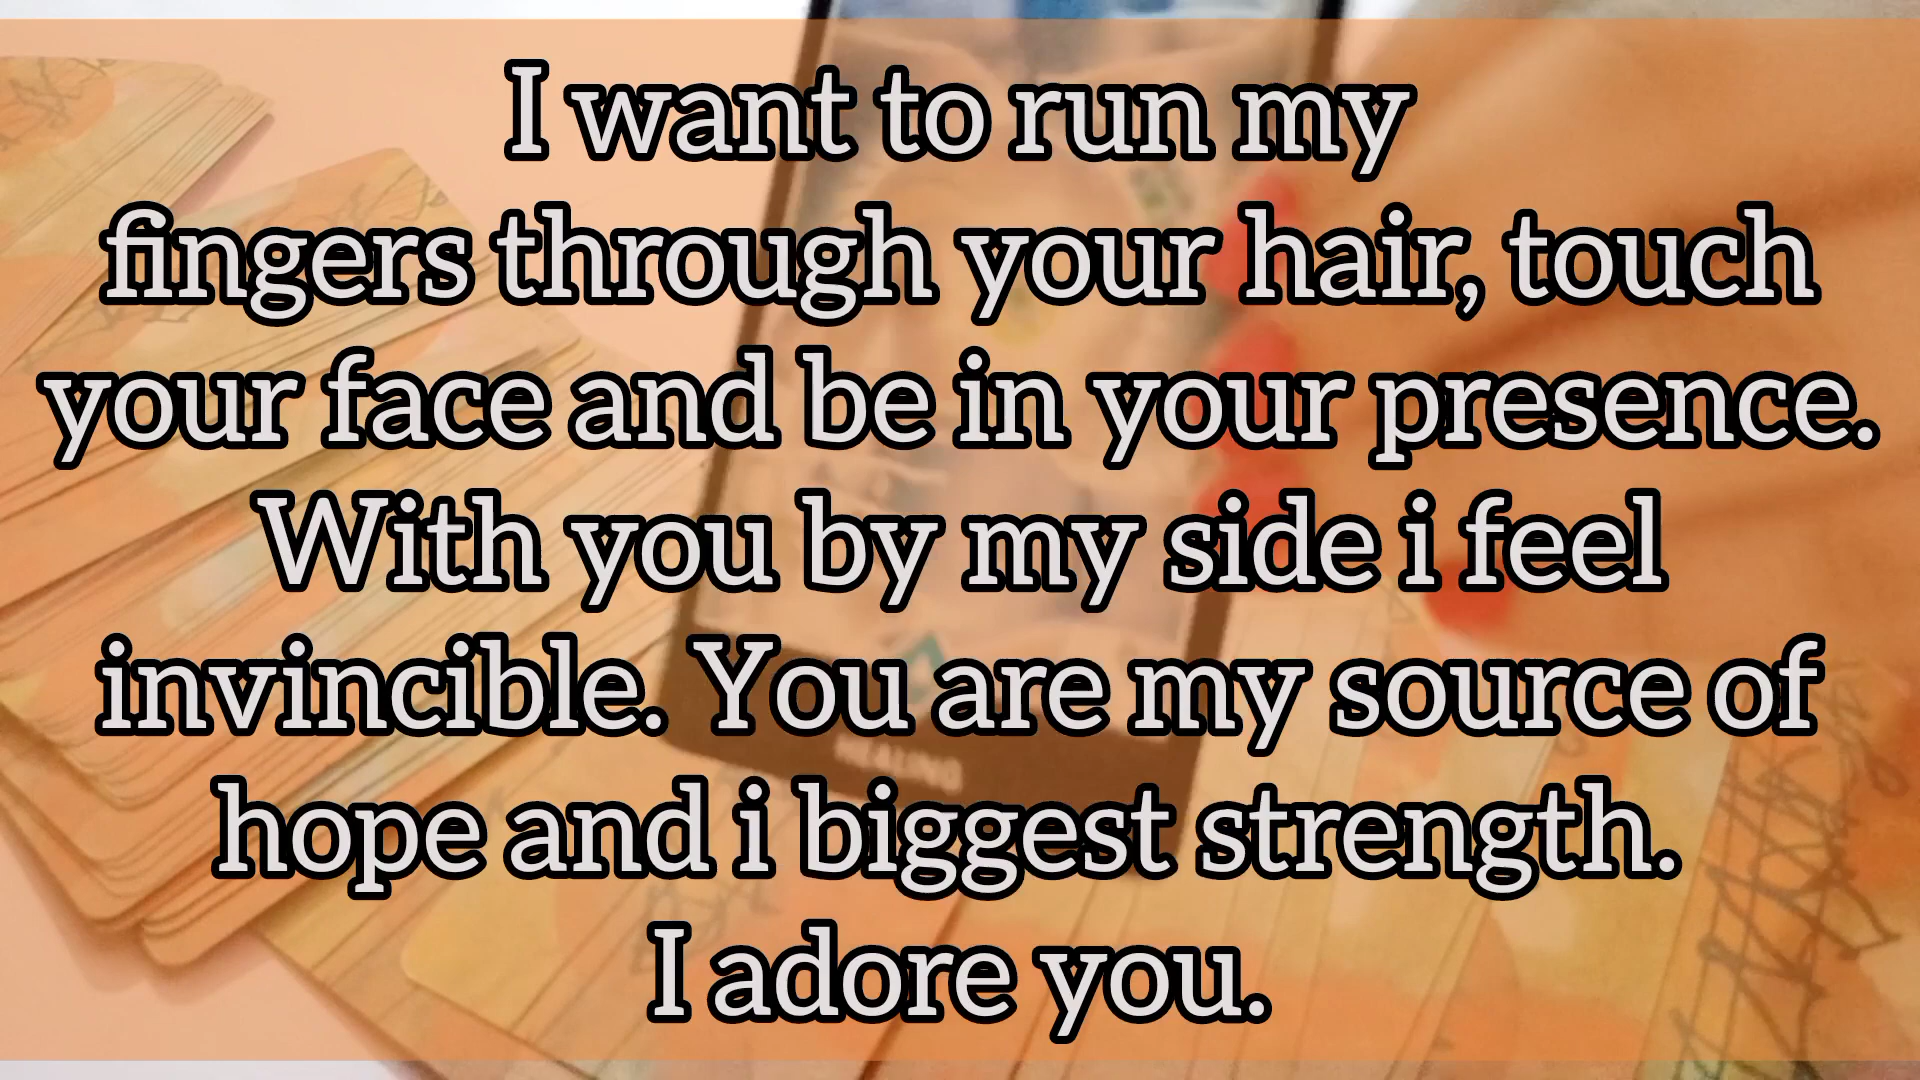 I want to run my
fingers through your hair, touch
your face and be in your presence.
With you by my side i feel
invincible. You are my source of
hope and i biggest strength.
I adore you.
HEALING